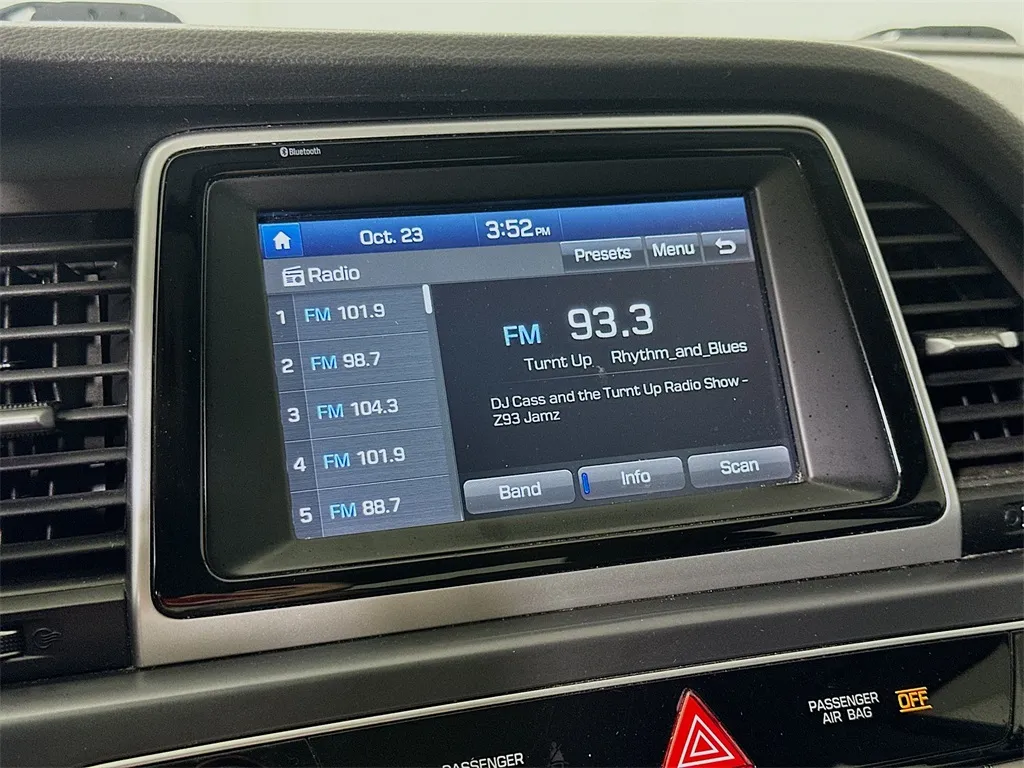 Bluetooth
Oct. 23 3:52 PM
Radio Presets Menu
FM 93.3
Turnt Up_ Rhythm_and_Blues
DJ Cass and the Turnt Up Radio Show -
Z93 Jamz
1 FM 101.9
2 FM 98.7
3 FM 104.3
4 FM 101.9
5 FM 88.7
Band Info Scan
PASSENGER
AIR BAG OFF
PASSENGER